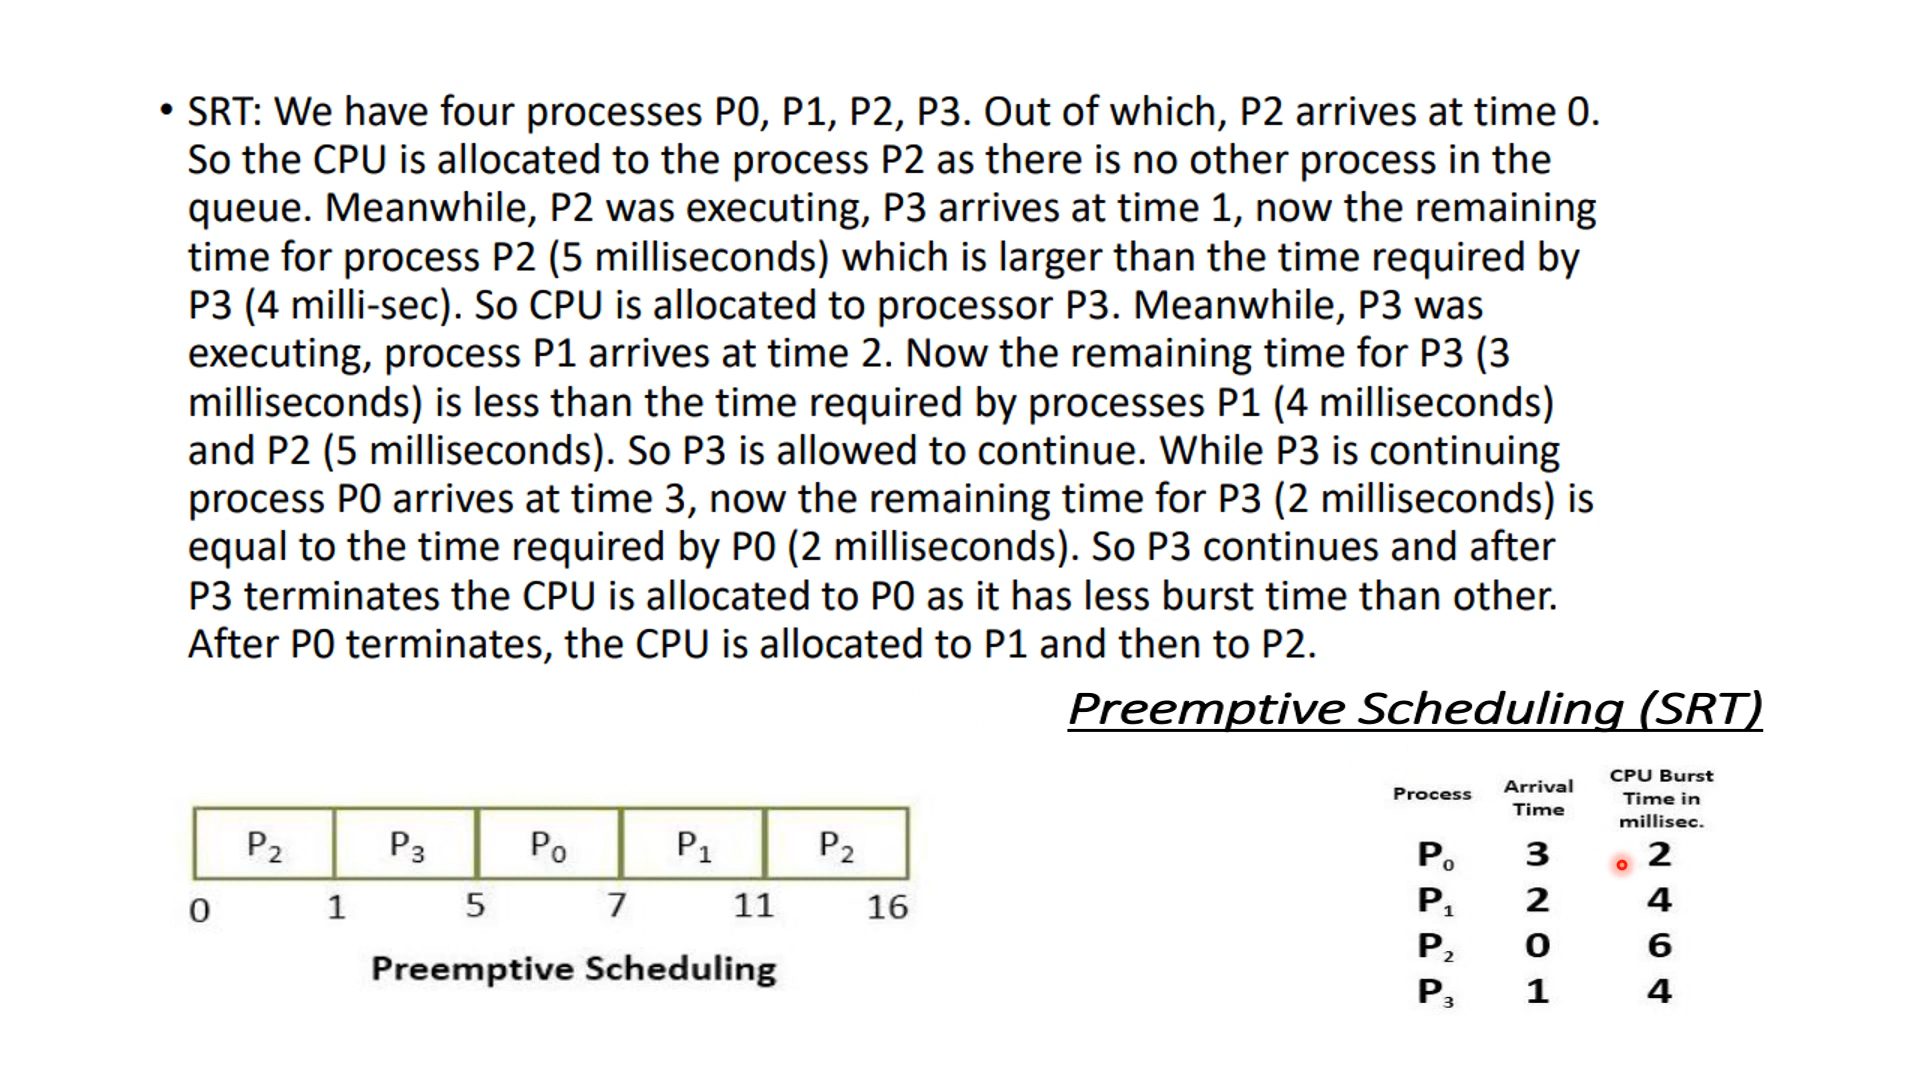 • SRT: We have four processes P0, P1, P2, P3. Out of which, P2 arrives at time 0.
So the CPU is allocated to the process P2 as there is no other process in the
queue. Meanwhile, P2 was executing, P3 arrives at time 1, now the remaining
time for process P2 (5 milliseconds) which is larger than the time required by
P3 (4 milli-sec). So CPU is allocated to processor P3. Meanwhile, P3 was
executing, process P1 arrives at time 2. Now the remaining time for P3 (3
milliseconds) is less than the time required by processes P1 (4 milliseconds)
and P2 (5 milliseconds). So P3 is allowed to continue. While P3 is continuing
process P0 arrives at time 3, now the remaining time for P3 (2 milliseconds) is
equal to the time required by P0 (2 milliseconds). So P3 continues and after
P3 terminates the CPU is allocated to P0 as it has less burst time than other.
After P0 terminates, the CPU is allocated to P1 and then to P2.
Preemptive Scheduling (SRT)
P2 P3 P0 P1 P2
0 1 5 7 11 16
Preemptive Scheduling
Process Arrival Time CPU Burst Time in millisec.
P0 3 2
P1 2 4
P2 0 6
P3 1 4